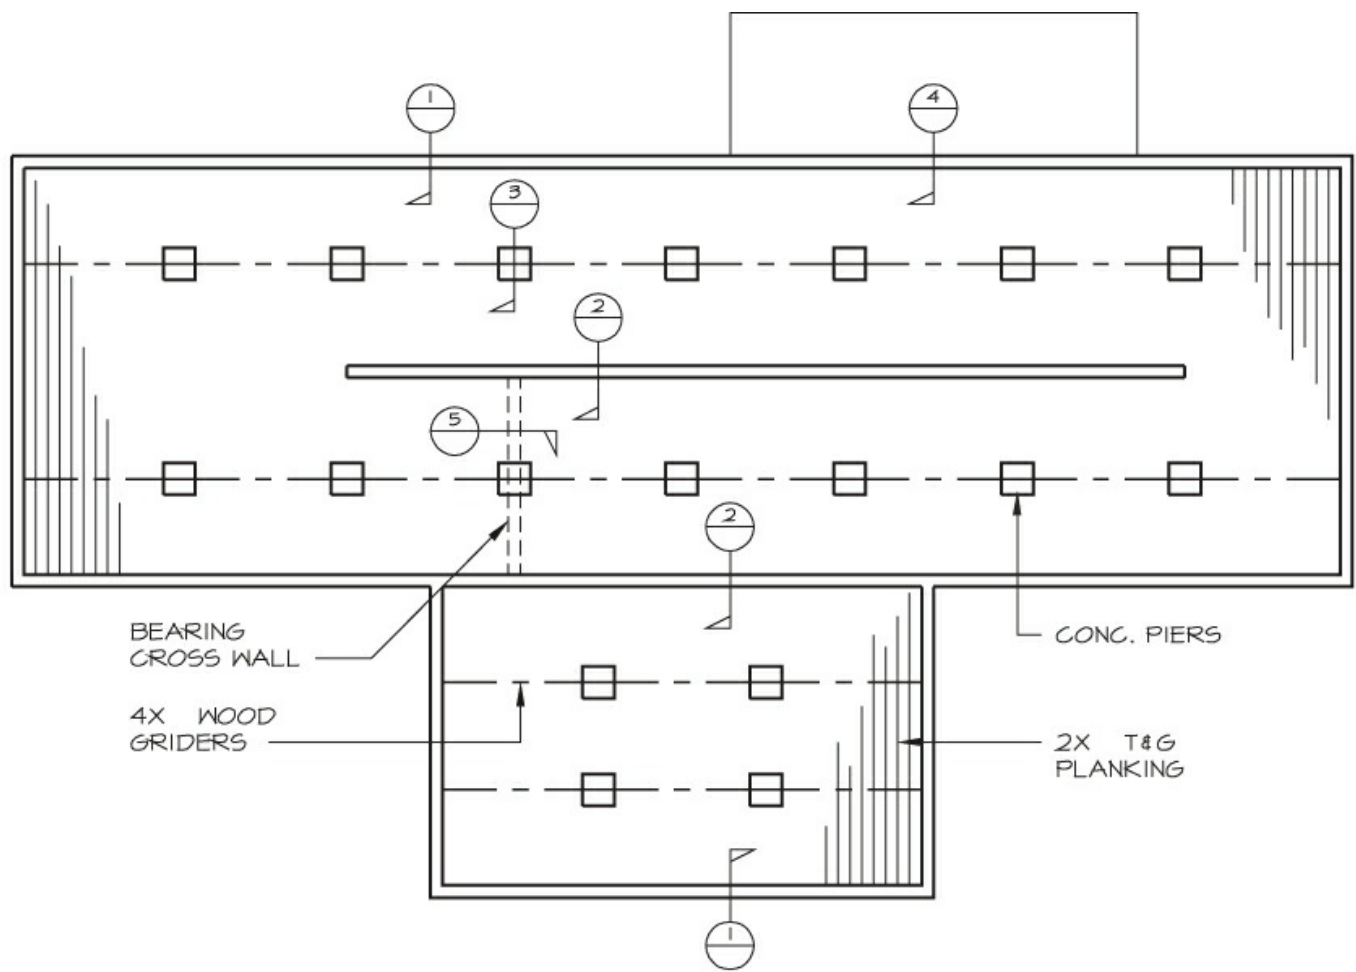 1
4
3
2
5
2
BEARING
CROSS WALL
CONC. PIERS
4X WOOD
GRIDERS
2X T&G
PLANKING
1